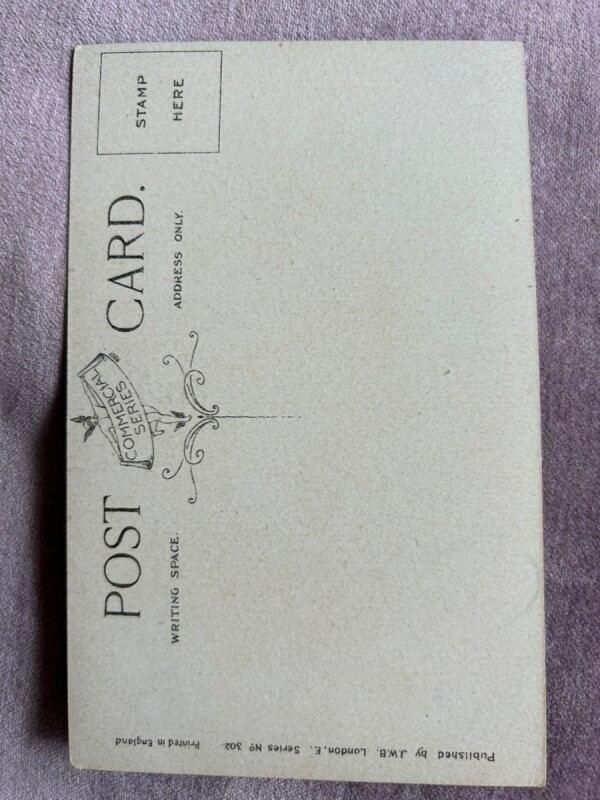 POST CARD.
COMMERCIAL
SERIES
STAMP
HERE
WRITING SPACE.
ADDRESS ONLY.
Published by J.W.B. London, E. Series No 302. Printed in England